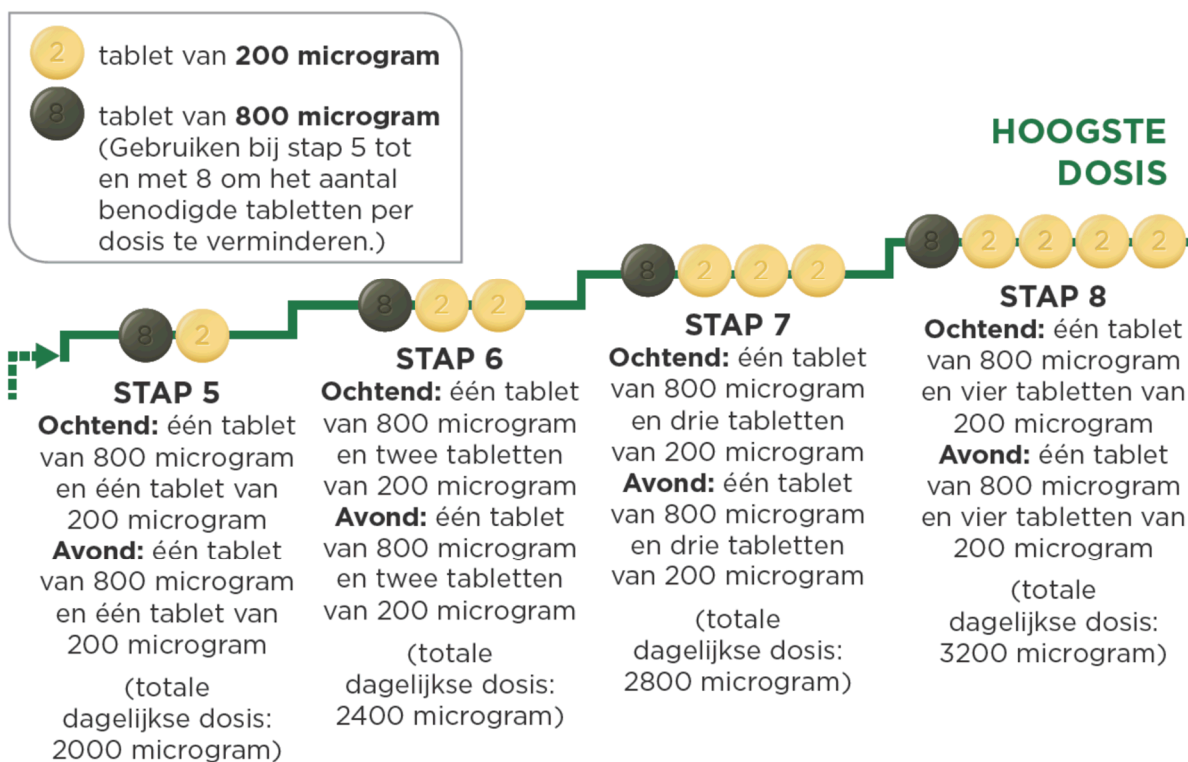 2 tablet van 200 microgram
8 tablet van 800 microgram
(Gebruiken bij stap 5 tot
en met 8 om het aantal
benodigde tabletten per
dosis te verminderen.)
HOOGSTE
DOSIS
8 2
STAP 5
Ochtend: één tablet
van 800 microgram
en één tablet van
200 microgram
Avond: één tablet
van 800 microgram
en één tablet van
200 microgram
(totale
dagelijkse dosis:
2000 microgram)
8 2 2
STAP 6
Ochtend: één tablet
van 800 microgram
en twee tabletten
van 200 microgram
Avond: één tablet
van 800 microgram
en twee tabletten
van 200 microgram
(totale
dagelijkse dosis:
2400 microgram)
8 2 2 2
STAP 7
Ochtend: één tablet
van 800 microgram
en drie tabletten
van 200 microgram
Avond: één tablet
van 800 microgram
en drie tabletten
van 200 microgram
(totale
dagelijkse dosis:
2800 microgram)
8 2 2 2 2
STAP 8
Ochtend: één tablet
van 800 microgram
en vier tabletten van
200 microgram
Avond: één tablet
van 800 microgram
en vier tabletten van
200 microgram
(totale
dagelijkse dosis:
3200 microgram)